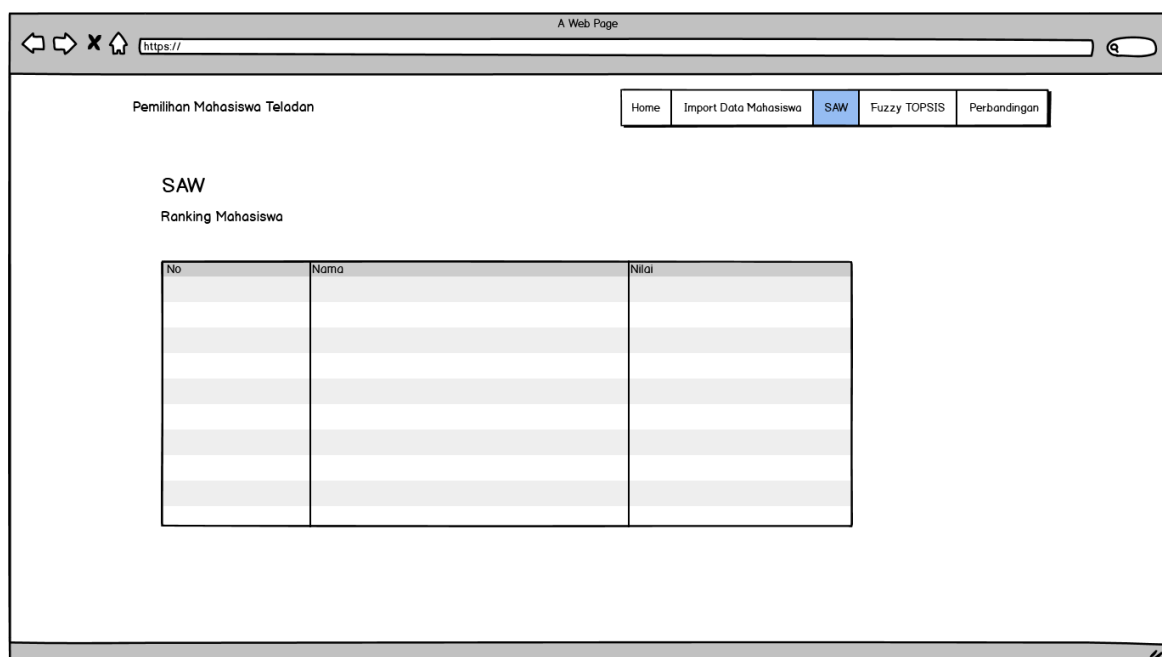 A Web Page
https://
Pemilihan Mahasiswa Teladan
Home Import Data Mahasiswa SAW Fuzzy TOPSIS Perbandingan
SAW
Ranking Mahasiswa
No Nama Nilai